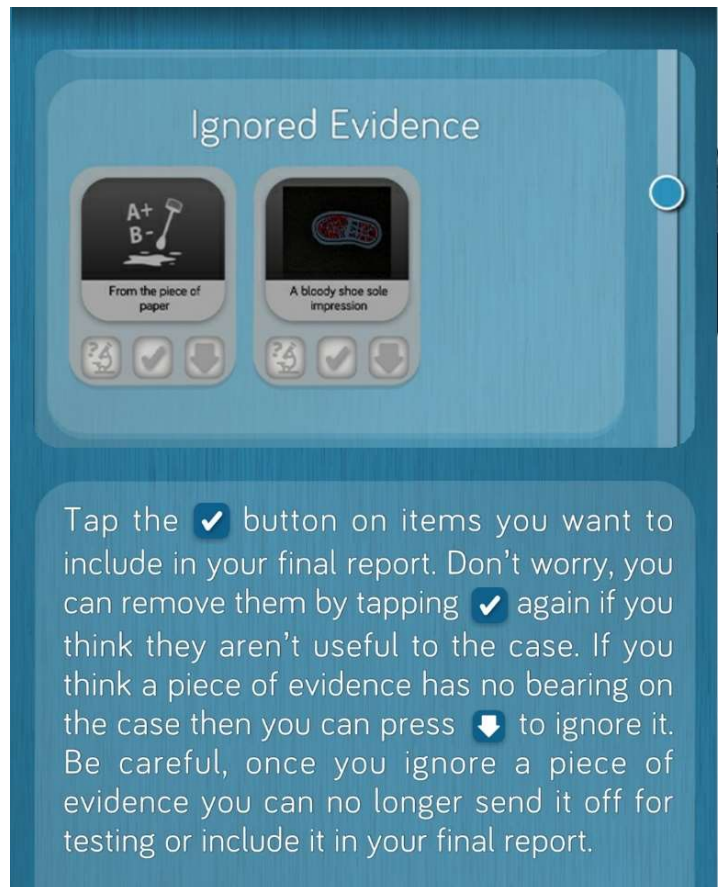 Ignored Evidence
A+
B-
From the piece of
paper
A bloody shoe sole
impression
?
?
Tap the ✔ button on items you want to
include in your final report. Don't worry, you
can remove them by tapping ✔ again if you
think they aren't useful to the case. If you
think a piece of evidence has no bearing on
the case then you can press ⬇ to ignore it.
Be careful, once you ignore a piece of
evidence you can no longer send it off for
testing or include it in your final report.